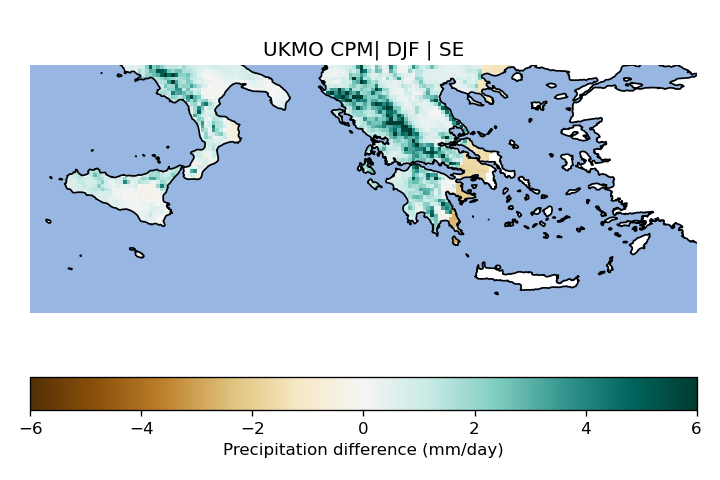 UKMO CPM| DJF | SE
−6 −4 −2 0 2 4 6
Precipitation difference (mm/day)